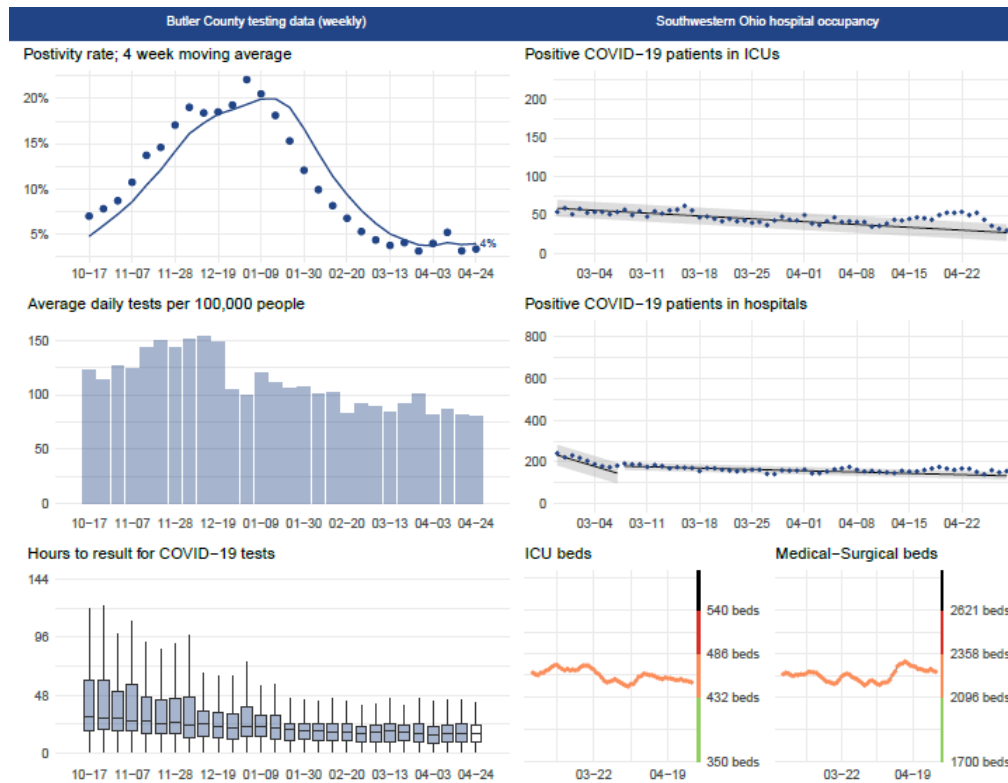 Butler County testing data (weekly)
Southwestern Ohio hospital occupancy
Postivity rate; 4 week moving average
20%
15%
10%
5%
4%
10−17 11−07 11−28 12−19 01−09 01−30 02−20 03−13 04−03 04−24
Positive COVID−19 patients in ICUs
200
150
100
50
0
03−04 03−11 03−18 03−25 04−01 04−08 04−15 04−22
Average daily tests per 100,000 people
150
100
50
0
10−17 11−07 11−28 12−19 01−09 01−30 02−20 03−13 04−03 04−24
Positive COVID−19 patients in hospitals
800
600
400
200
0
03−04 03−11 03−18 03−25 04−01 04−08 04−15 04−22
Hours to result for COVID−19 tests
144
96
48
0
10−17 11−07 11−28 12−19 01−09 01−30 02−20 03−13 04−03 04−24
ICU beds
540 beds
486 beds
432 beds
350 beds
03−22 04−19
Medical−Surgical beds
2621 beds
2358 beds
2096 beds
1700 beds
03−22 04−19